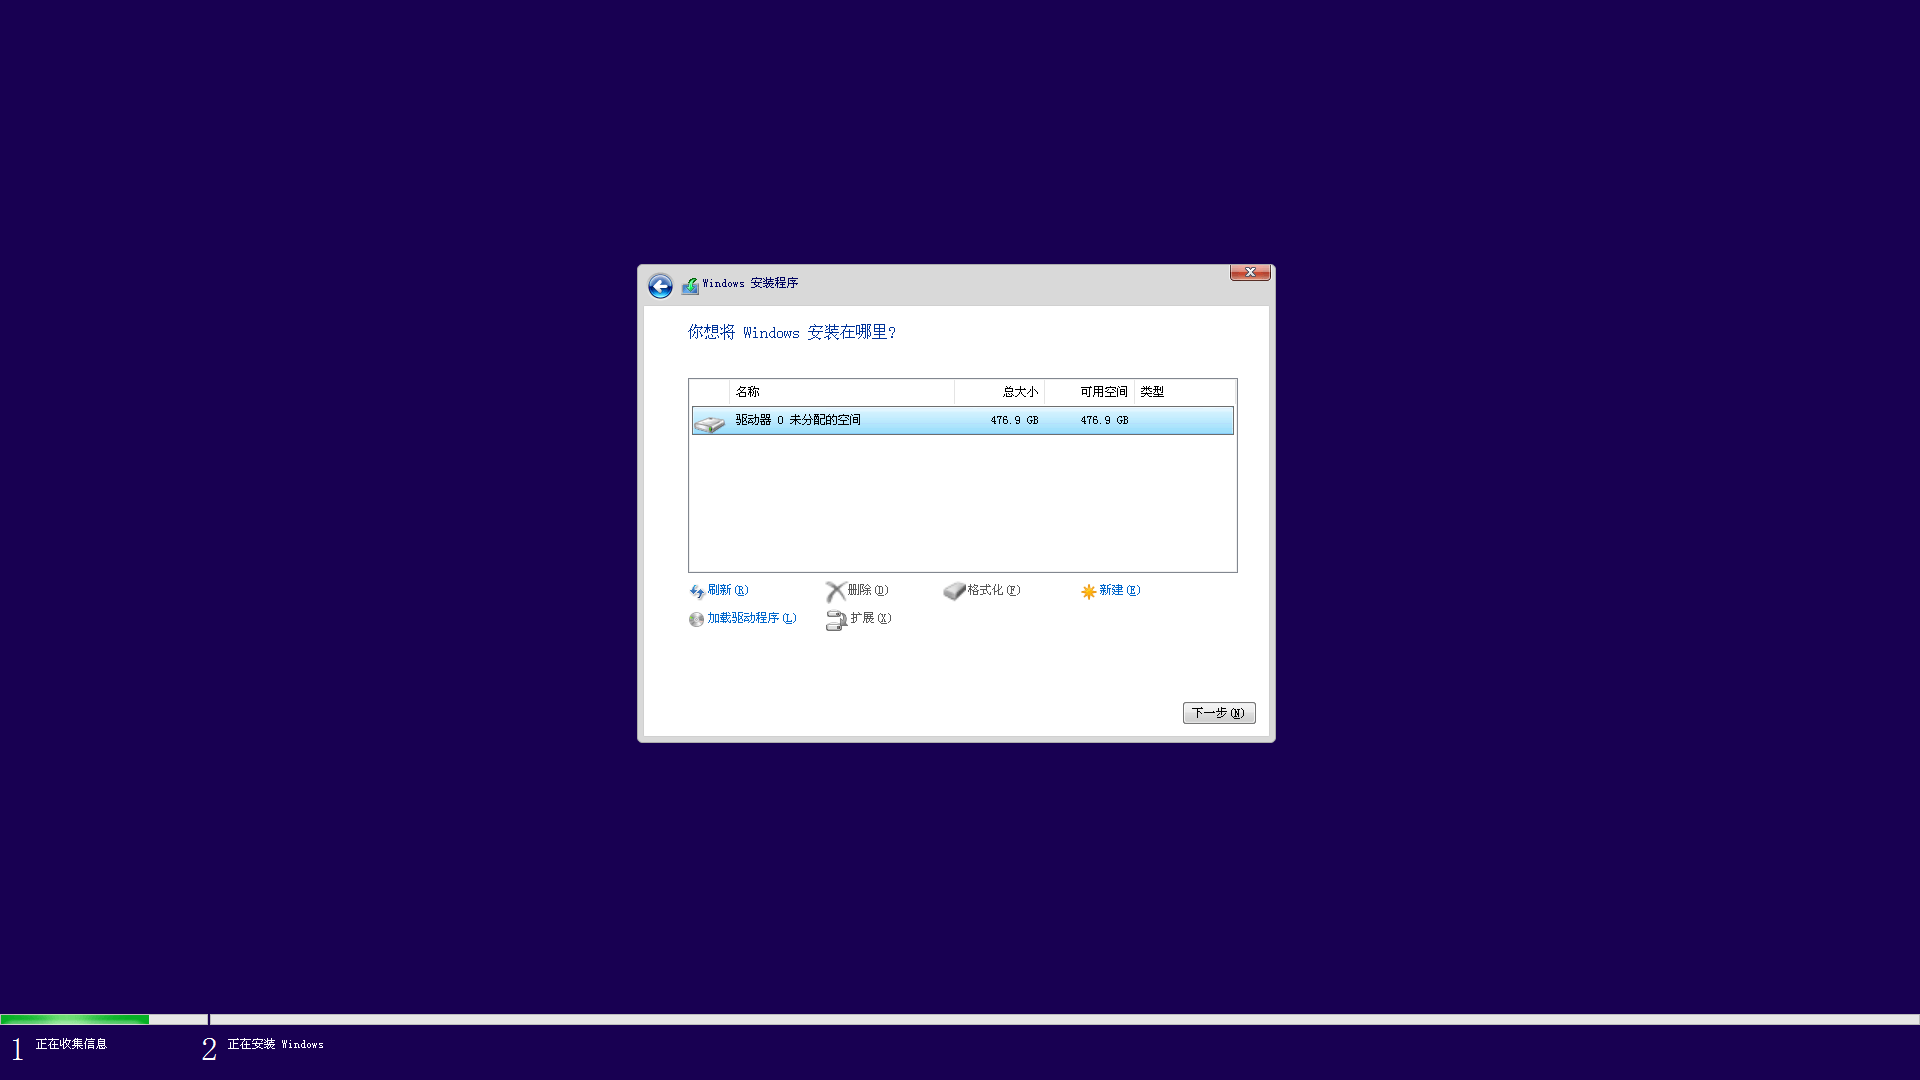 Windows 安装程序
你想将 Windows 安装在哪里?
名称 总大小 可用空间 类型
驱动器 0 未分配的空间 476.9 GB 476.9 GB
刷新(R) 删除(D) 格式化(F) 新建(E)
加载驱动程序(L) 扩展(X)
下一步(N)
1 正在收集信息 2 正在安装 Windows